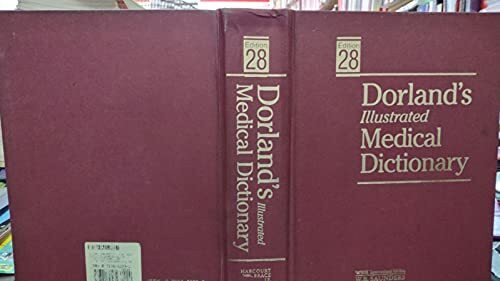 Edition
28
Dorland's
Illustrated
Medical Dictionary
HARCOURT
BRACE
Edition
28
Dorland's
Illustrated
Medical
Dictionary
W.B. SAUNDERS